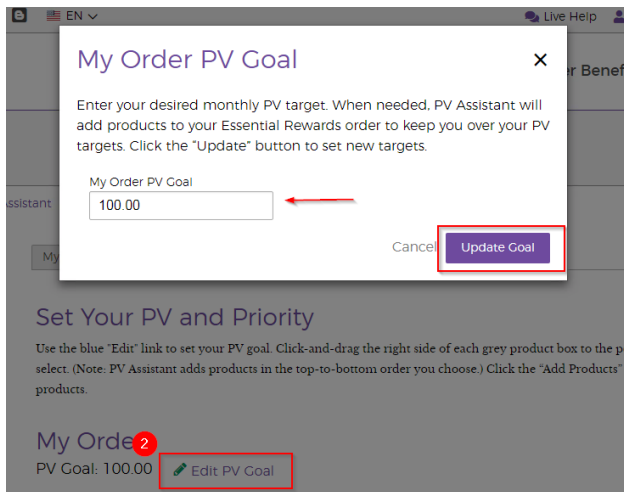 EN
Live Help
My Order PV Goal
r Benef
Enter your desired monthly PV target. When needed, PV Assistant will
add products to your Essential Rewards order to keep you over your PV
targets. Click the "Update" button to set new targets.
My Order PV Goal
ssistant
100.00
Cancel
Update Goal
My
Set Your PV and Priority
Use the blue "Edit" link to set your PV goal. Click-and-drag the right side of each grey product box to the p
select. (Note: PV Assistant adds products in the top-to-bottom order you choose.) Click the “Add Products”
products.
My Orde
2
PV Goal: 100.00
Edit PV Goal